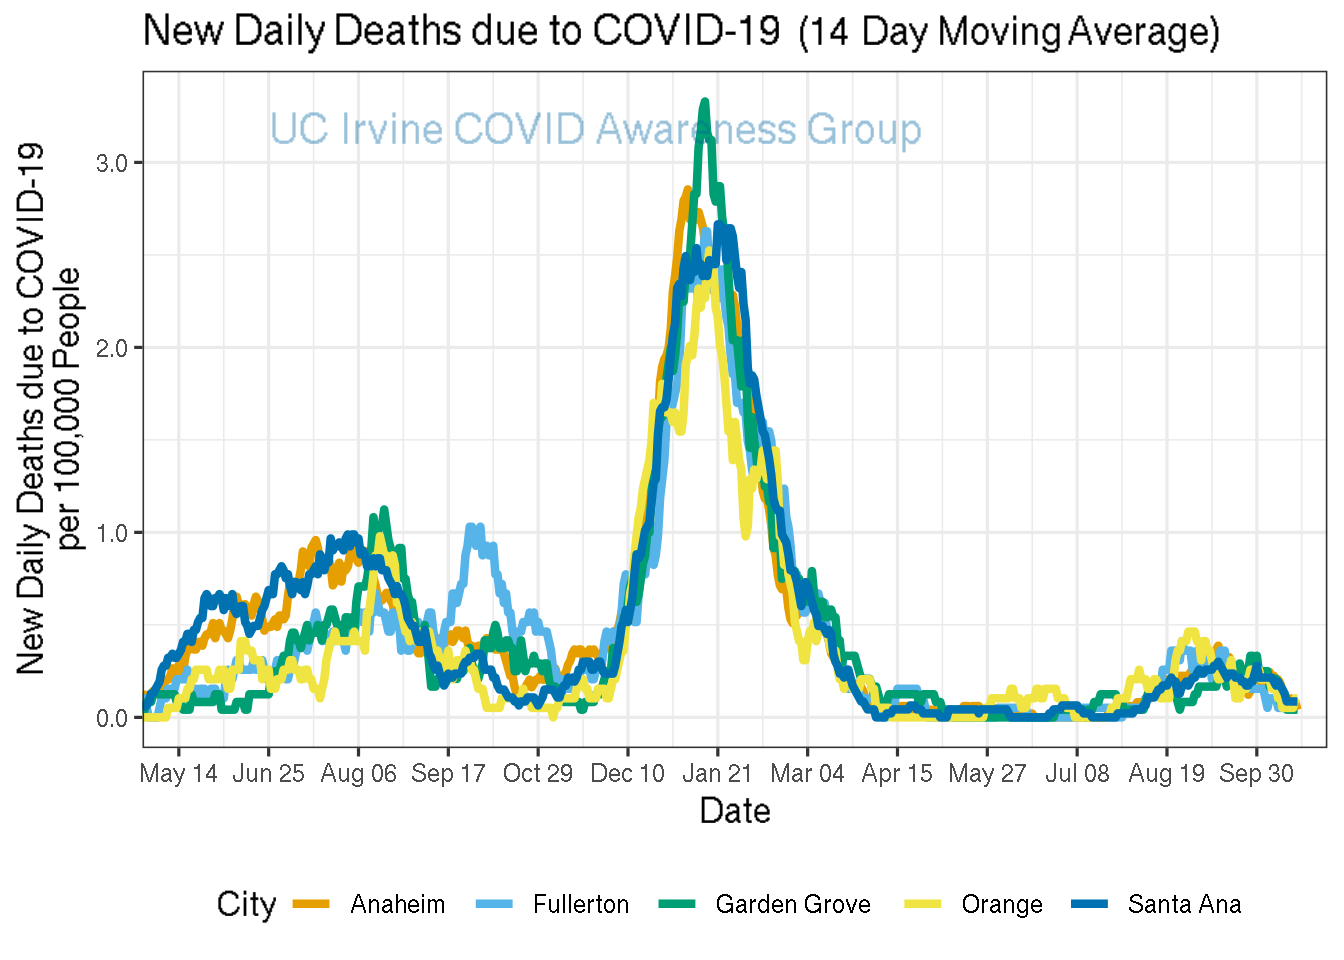 New Daily Deaths due to COVID-19 (14 Day Moving Average)
UC Irvine COVID Awareness Group
New Daily Deaths due to COVID-19
per 100,000 People
3.0
2.0
1.0
0.0
May 14 Jun 25 Aug 06 Sep 17 Oct 29 Dec 10 Jan 21 Mar 04 Apr 15 May 27 Jul 08 Aug 19 Sep 30
Date
City Anaheim Fullerton Garden Grove Orange Santa Ana